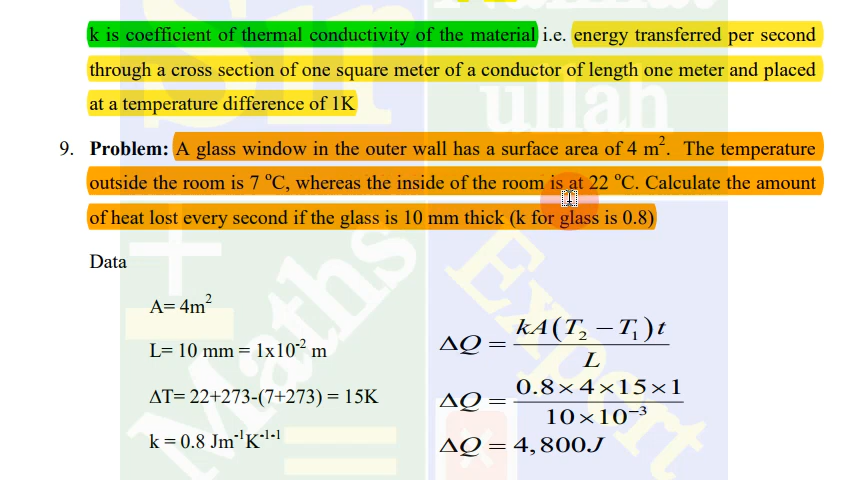 k is coefficient of thermal conductivity of the material i.e. energy transferred per second
through a cross section of one square meter of a conductor of length one meter and placed
at a temperature difference of 1K
9. Problem: A glass window in the outer wall has a surface area of 4 m². The temperature
outside the room is 7 °C, whereas the inside of the room is at 22 °C. Calculate the amount
of heat lost every second if the glass is 10 mm thick (k for glass is 0.8)
Data
A= 4m²
L= 10 mm = 1x10⁻² m
ΔT= 22+273-(7+273) = 15K
k = 0.8 Jm⁻¹K⁻¹⁻¹
ΔQ = kA(T₂ − T₁)t / L
ΔQ = 0.8×4×15×1 / 10×10⁻³
ΔQ = 4,800J
Sir
ullah
Maths
Expert